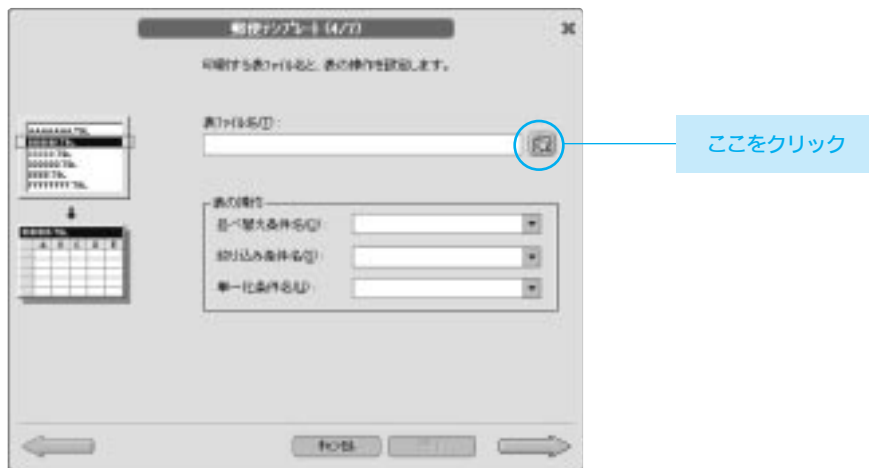 郵便テンプレート (4/7)
印刷する表ファイル名と、表の操作を設定します。
表ファイル名(T):
ここをクリック
表の操作
並べ替え条件名(O):
絞り込み条件名(S):
単一化条件名(U):
A B C D E
キャンセル